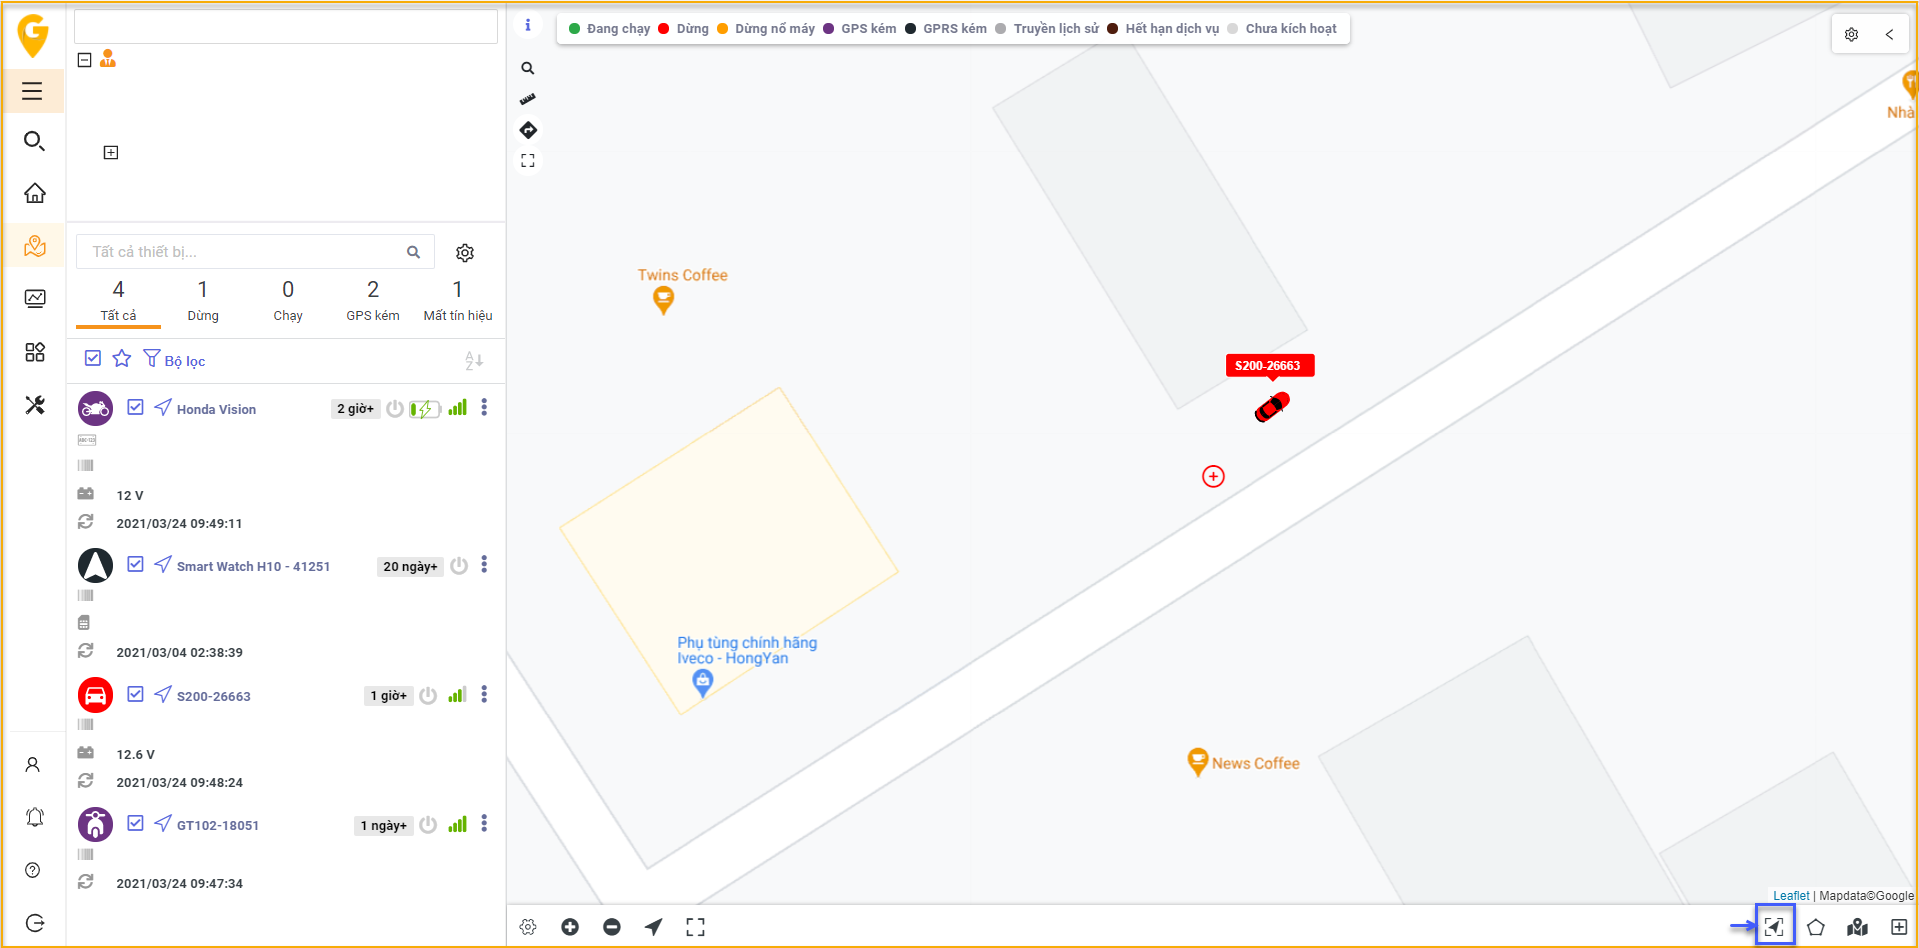 G
i
Đang chạy Dừng Dừng nổ máy GPS kém GPRS kém Truyền lịch sử Hết hạn dịch vụ Chưa kích hoạt
Nhà
Tất cả thiết bị...
4 1 0 2 1
Tất cả Dừng Chạy GPS kém Mất tín hiệu
Bộ lọc
A
Z
Honda Vision 2 giờ+
ABC-123
12 V
2021/03/24 09:49:11
Smart Watch H10 - 41251 20 ngày+
2021/03/04 02:38:39
S200-26663 1 giờ+
12.6 V
2021/03/24 09:48:24
GT102-18051 1 ngày+
2021/03/24 09:47:34
Twins Coffee
S200-26663
Phụ tùng chính hãng
Iveco - HongYan
News Coffee
Leaflet | Mapdata©Google